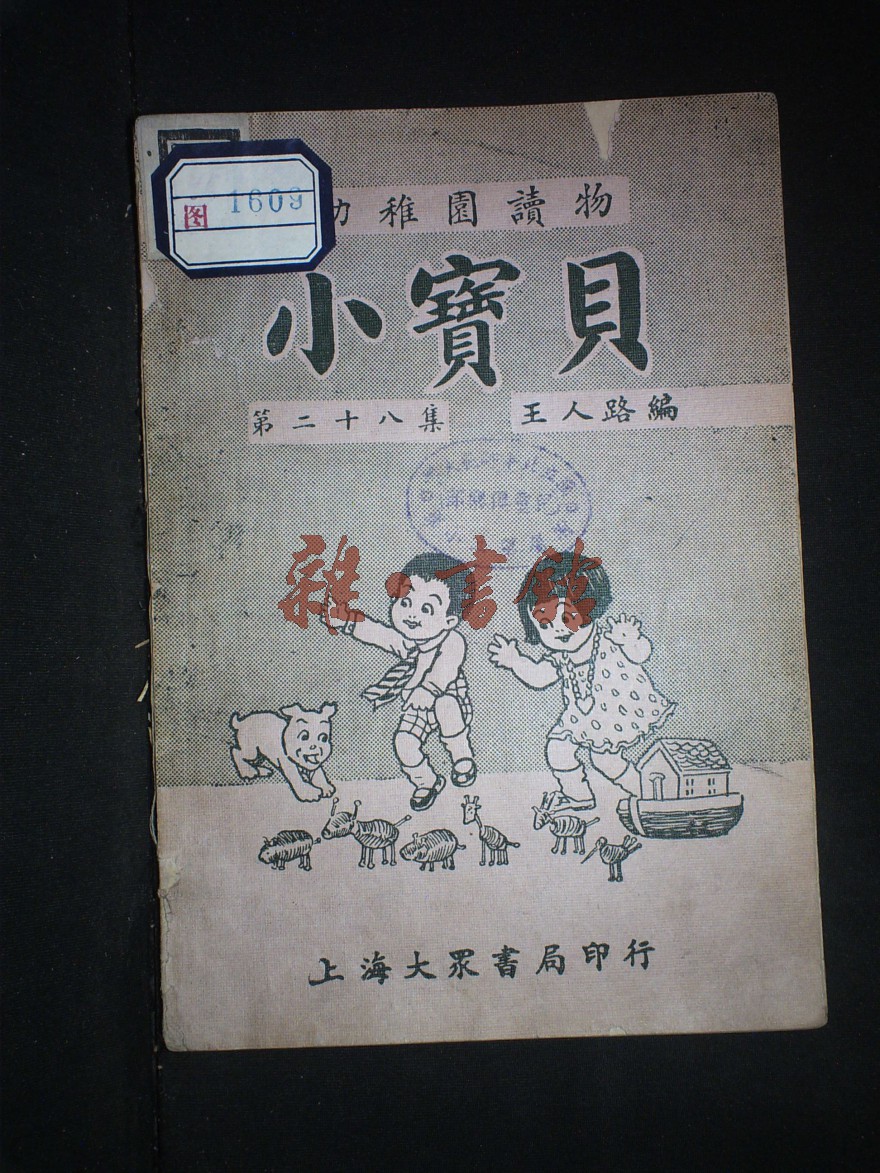 图 1609
幼稚園讀物
小寶貝
第二十八集 王人路編
雜·書館
上海大眾書局印行